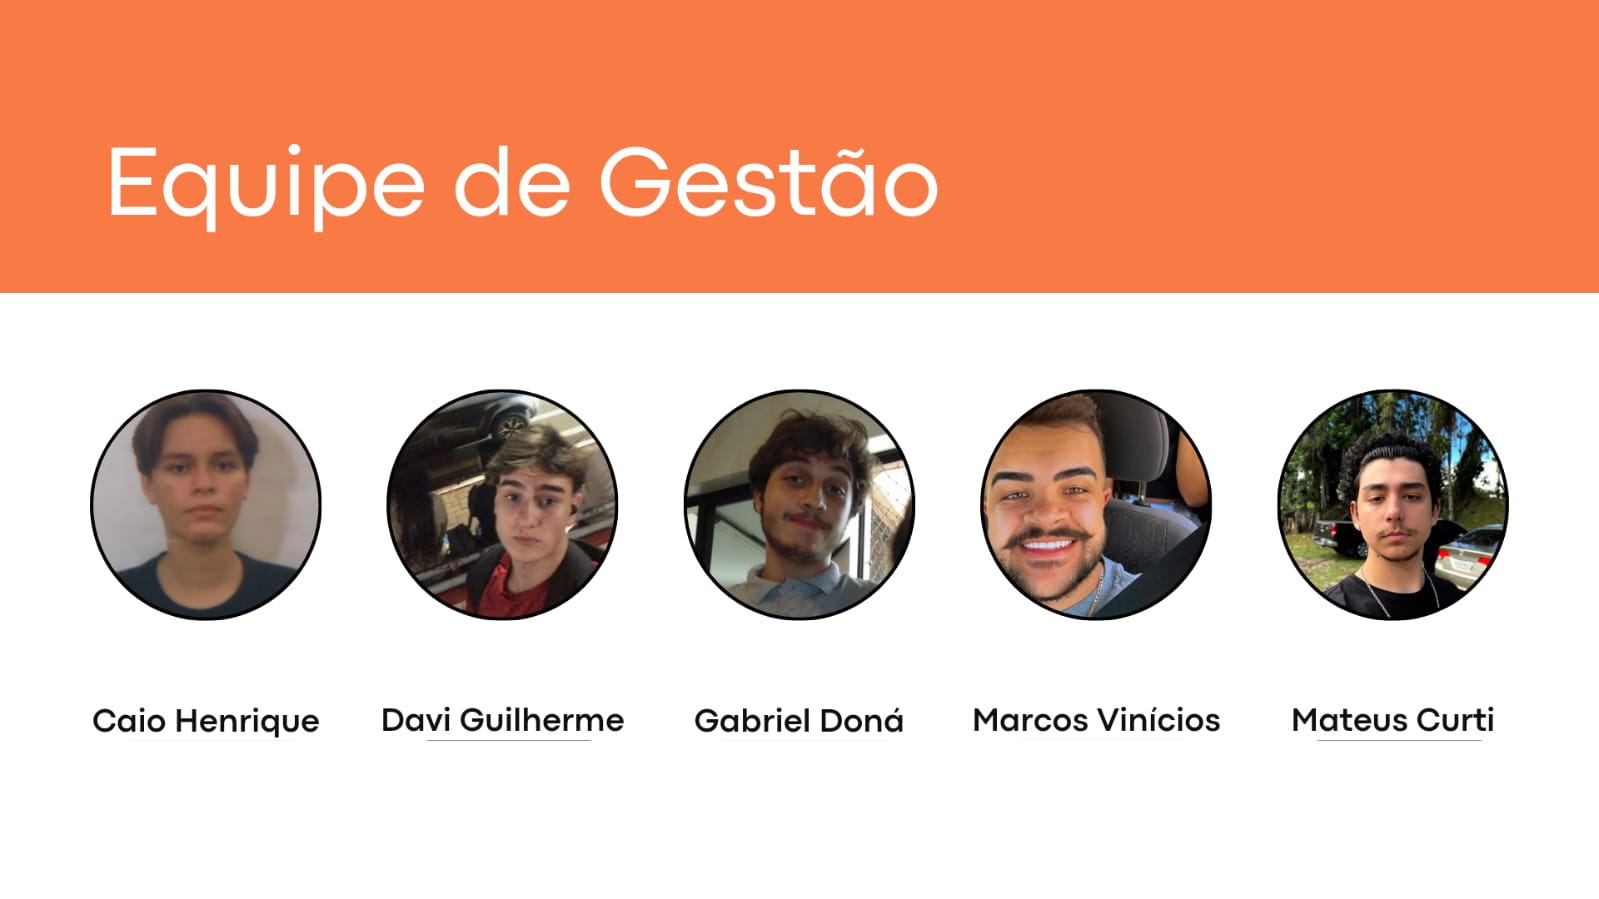 Equipe de Gestão
Caio Henrique
Davi Guilherme
Gabriel Doná
Marcos Vinícios
Mateus Curti